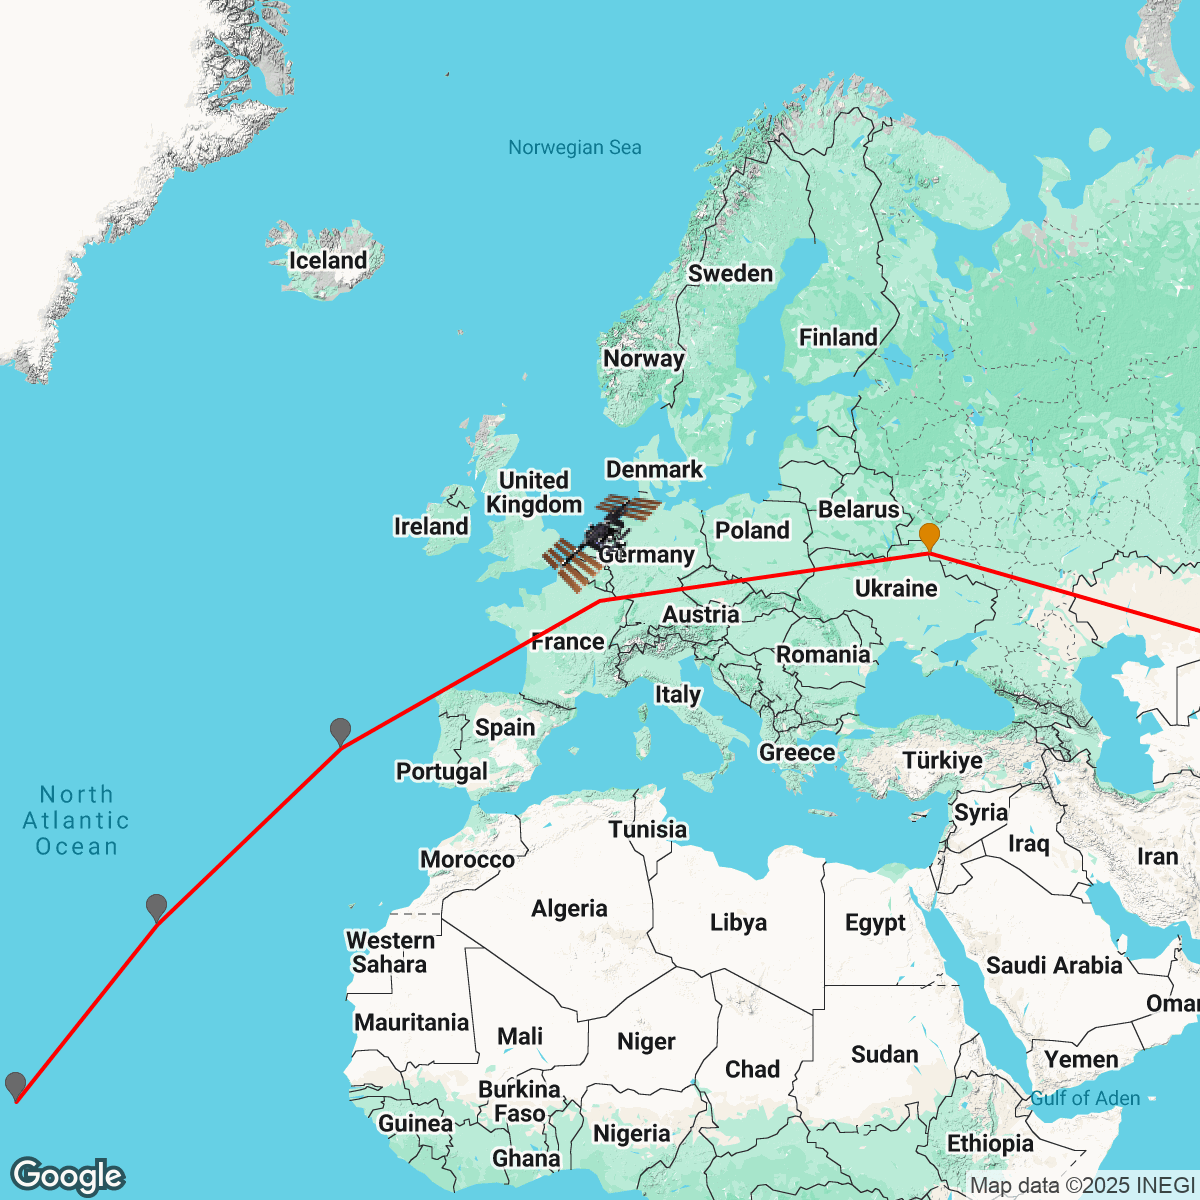 Norwegian Sea
Iceland
Sweden
Finland
Norway
Denmark
United
Kingdom
Ireland
Belarus
Poland
Germany
Ukraine
Austria
France
Romania
Italy
Spain
Greece
Türkiye
Portugal
North
Atlantic
Ocean
Syria
Tunisia
Iraq
Iran
Morocco
Algeria
Libya
Egypt
Western
Sahara
Saudi Arabia
Oman
Mauritania
Mali
Niger
Chad
Sudan
Yemen
Burkina
Faso
Gulf of Aden
Guinea
Nigeria
Ethiopia
Ghana
Google
Map data ©2025 INEGI